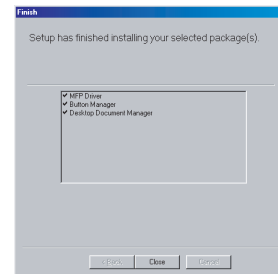 Finish
Setup has finished installing your selected package(s).
✔ MFP Driver
✔ Button Manager
✔ Desktop Document Manager
< Back
Close
Cancel